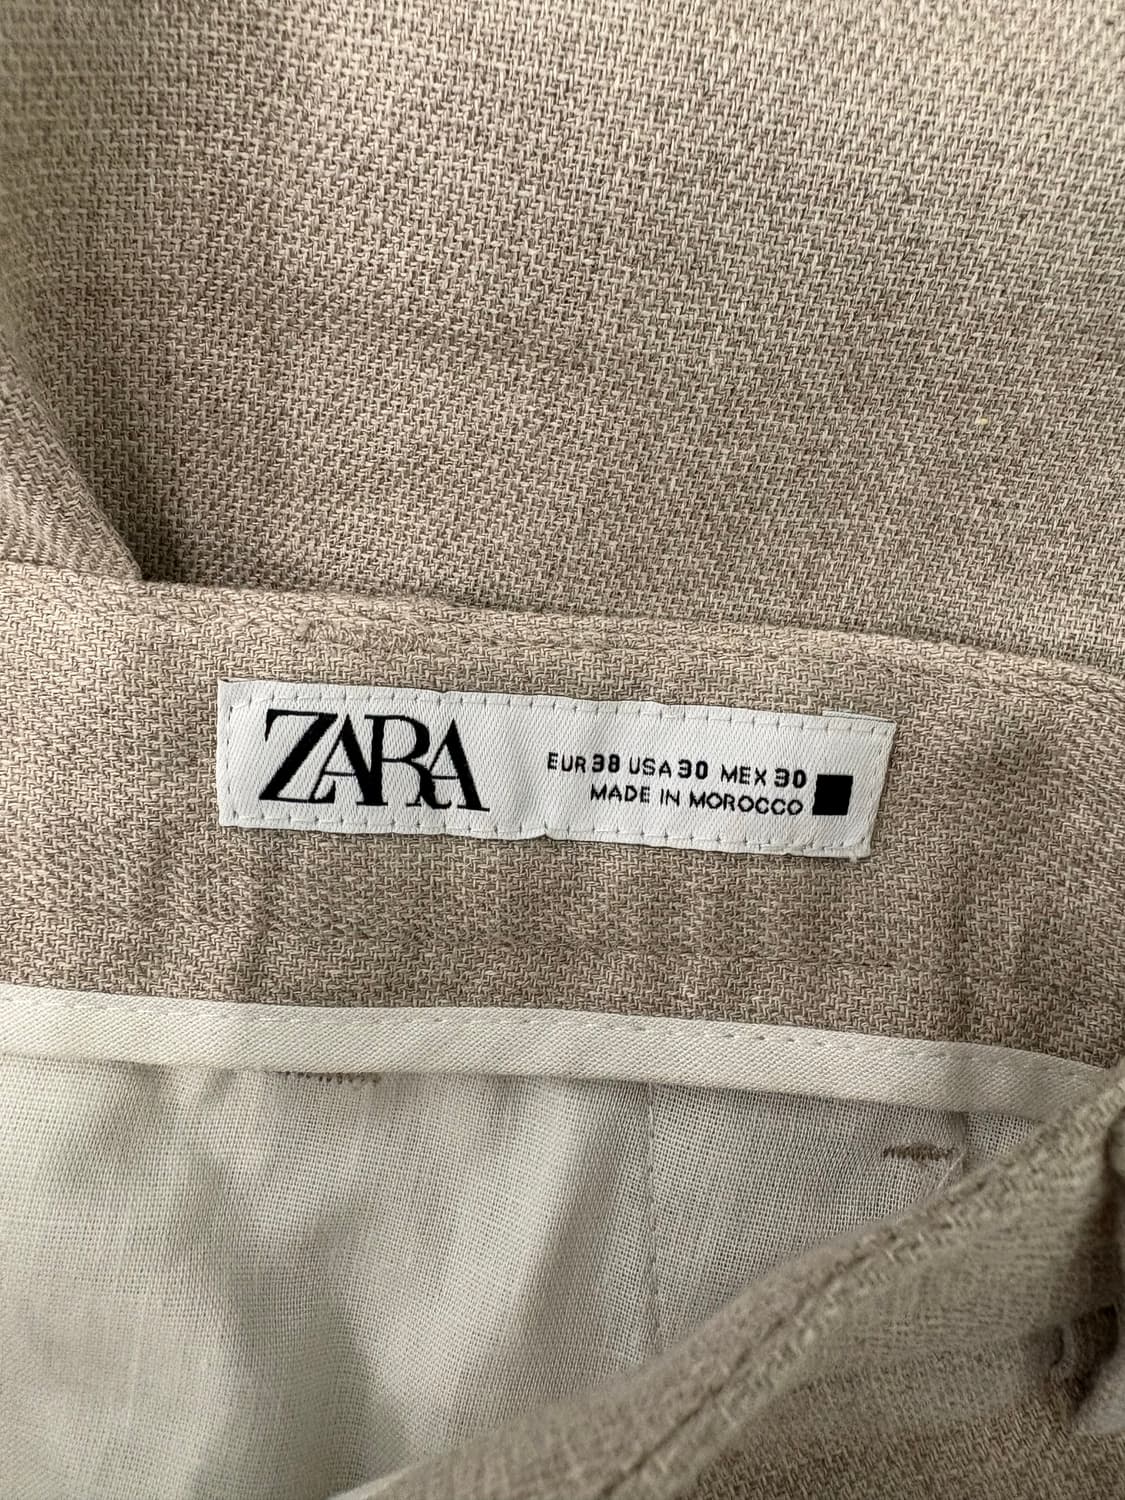 ZARA
EUR 38 USA 30 MEX 30
MADE IN MOROCCO